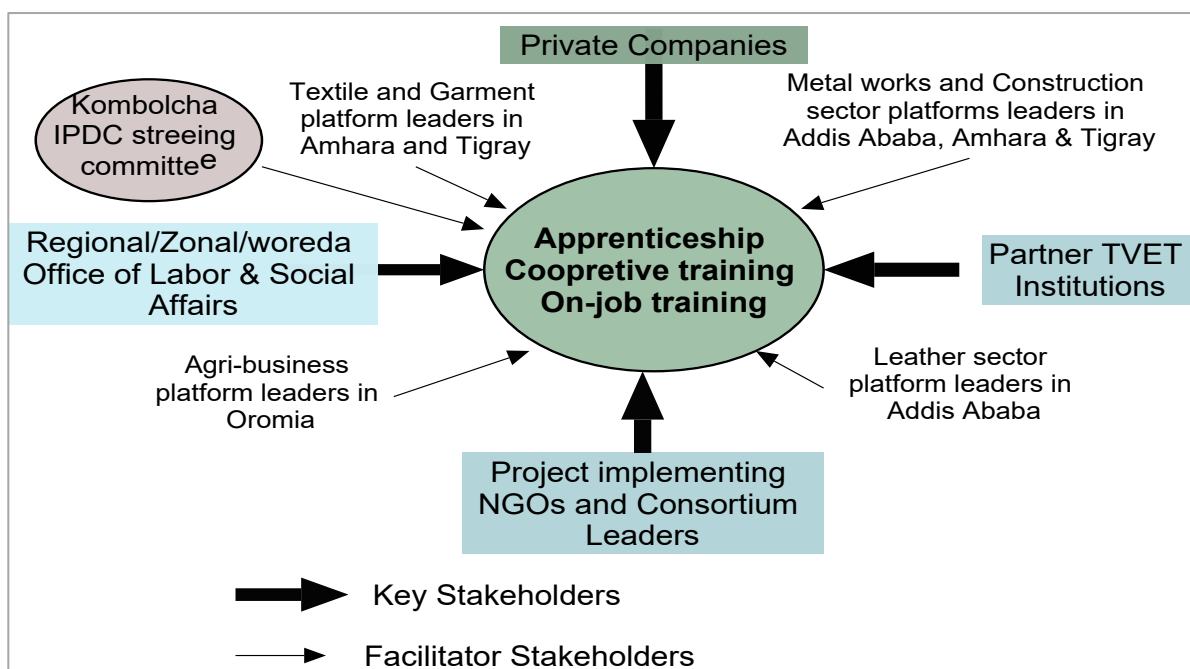 Private Companies
Kombolcha
IPDC streeing
committee
Textile and Garment
platform leaders in
Amhara and Tigray
Metal works and Construction
sector platforms leaders in
Addis Ababa, Amhara & Tigray
Regional/Zonal/woreda
Office of Labor & Social
Affairs
Apprenticeship
Coopretive training
On-job training
Partner TVET
Institutions
Agri-business
platform leaders in
Oromia
Leather sector
platform leaders in
Addis Ababa
Project implementing
NGOs and Consortium
Leaders
Key Stakeholders
Facilitator Stakeholders